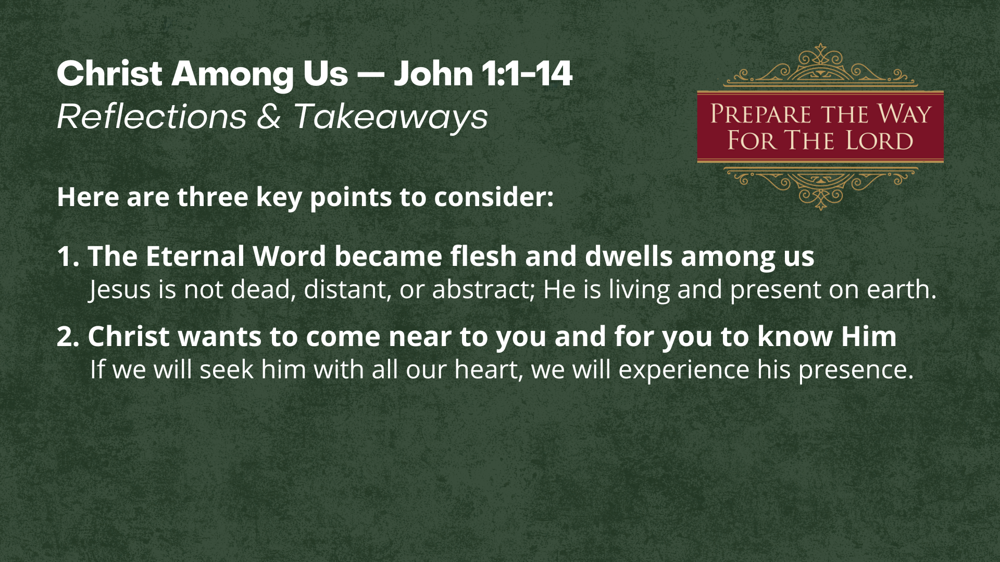 Christ Among Us — John 1:1-14
Reflections & Takeaways
PREPARE THE WAY
FOR THE LORD
Here are three key points to consider:
1. The Eternal Word became flesh and dwells among us
Jesus is not dead, distant, or abstract; He is living and present on earth.
2. Christ wants to come near to you and for you to know Him
If we will seek him with all our heart, we will experience his presence.